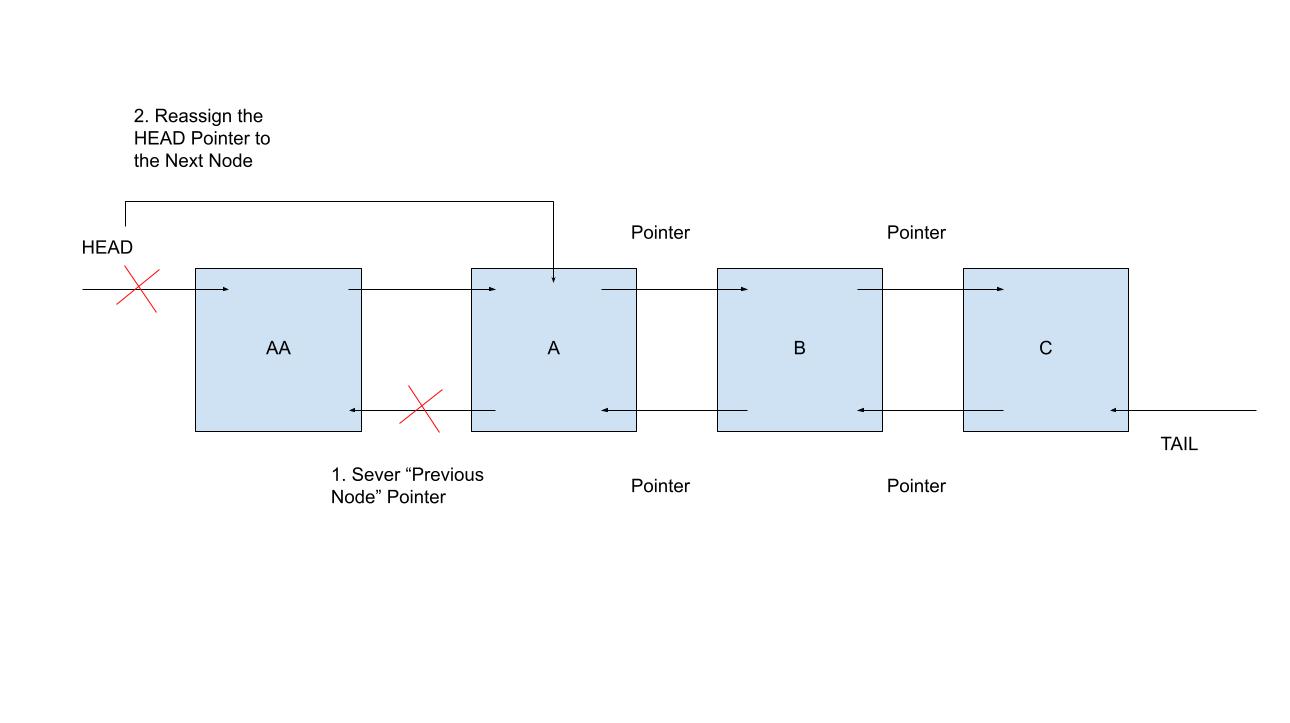 2. Reassign the
HEAD Pointer to
the Next Node
HEAD
Pointer
Pointer
AA
A
B
C
TAIL
1. Sever “Previous
Node” Pointer
Pointer
Pointer